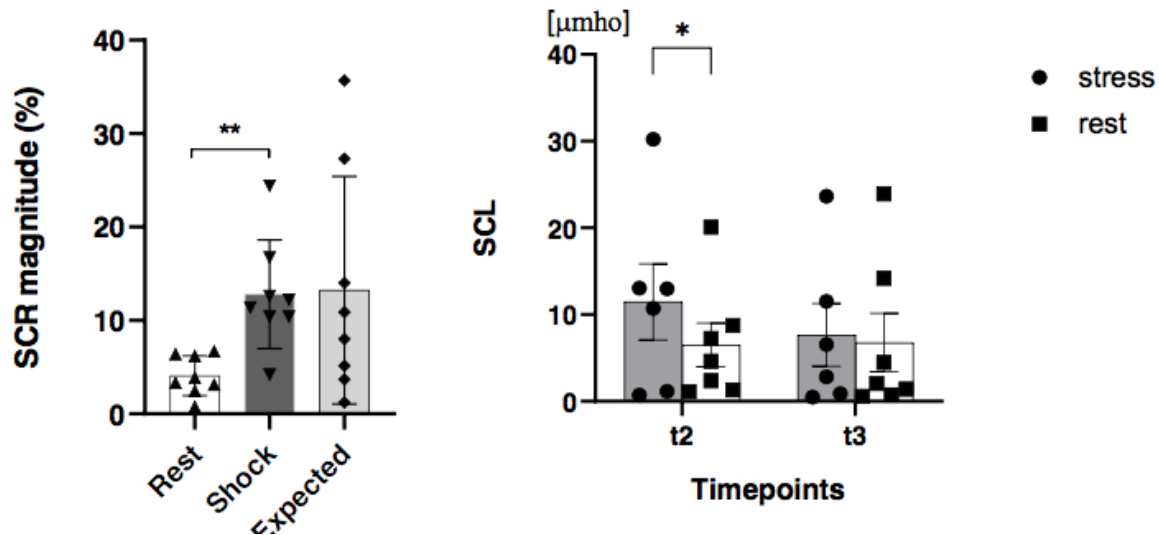 SCR magnitude (%)
40
30
20
10
0
**
Rest
Shock
Expected
[μmho]
SCL
40
30
20
10
0
*
t2
t3
Timepoints
stress
rest